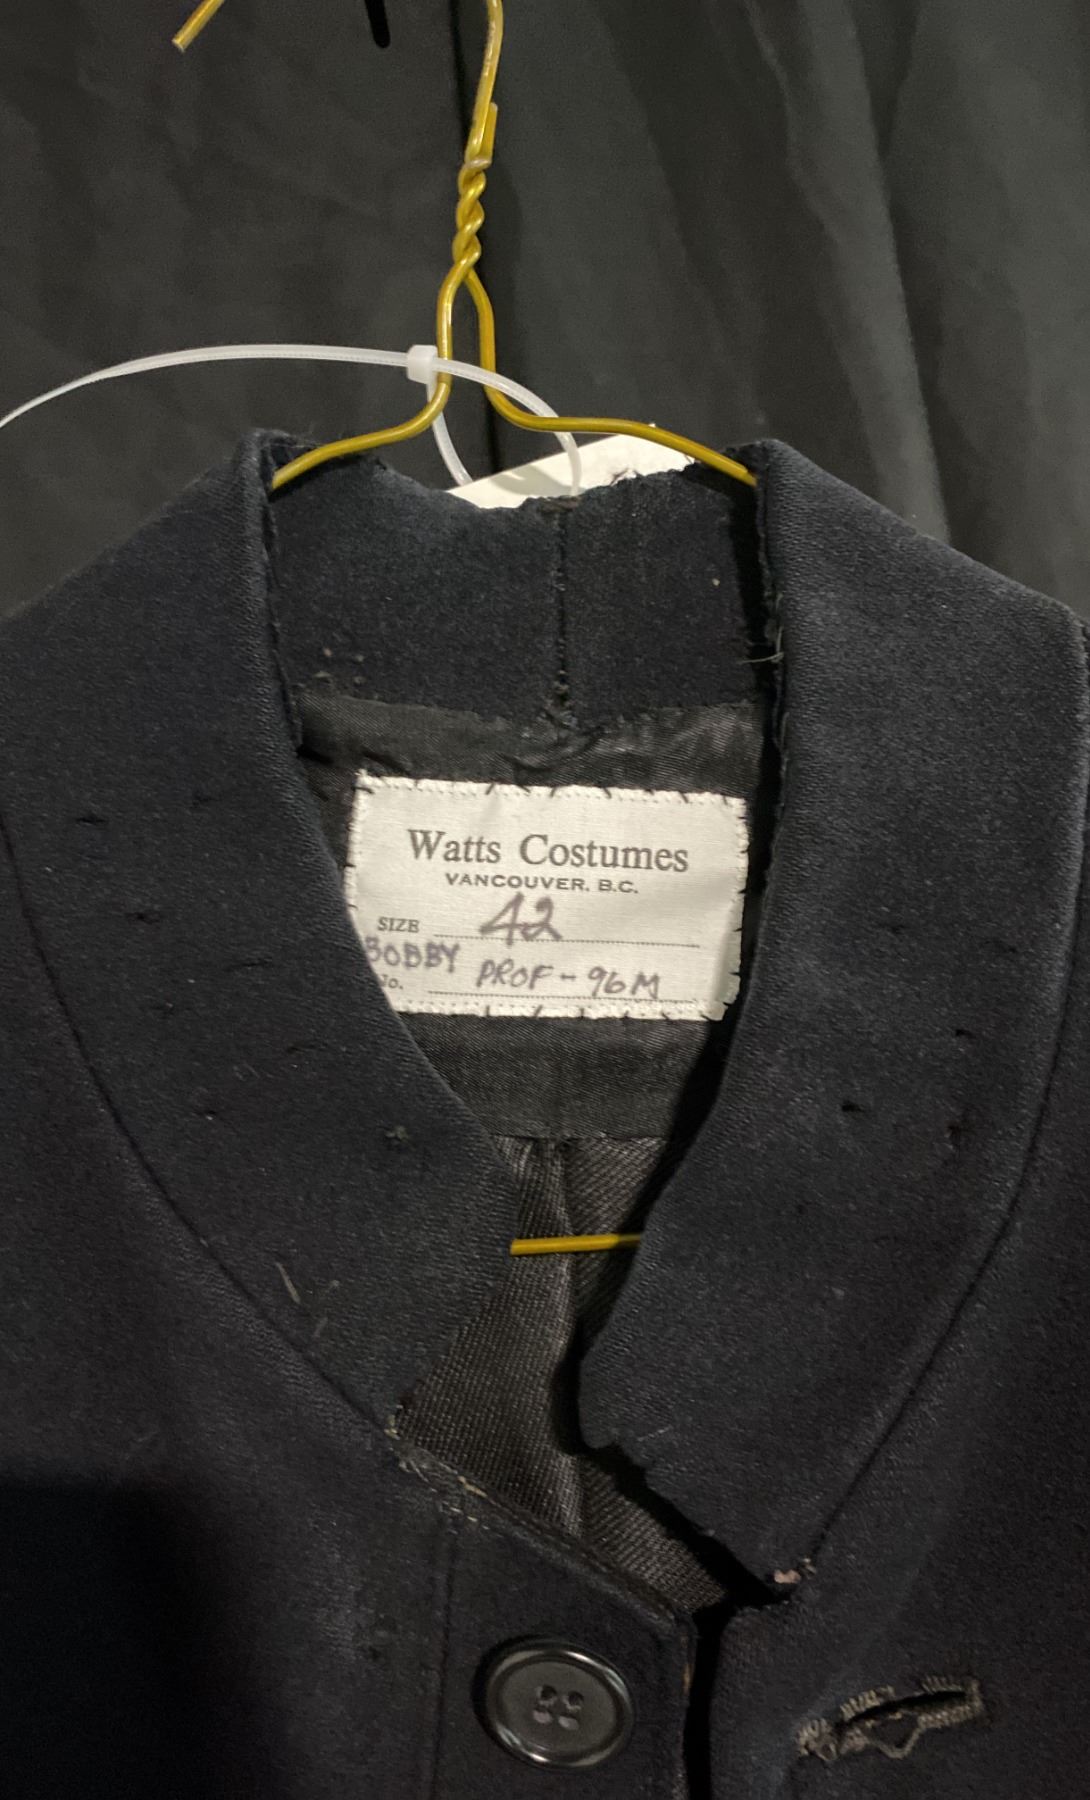 Watts Costumes
VANCOUVER, B.C.
SIZE 42
BOBBY PROF - 96M
No.